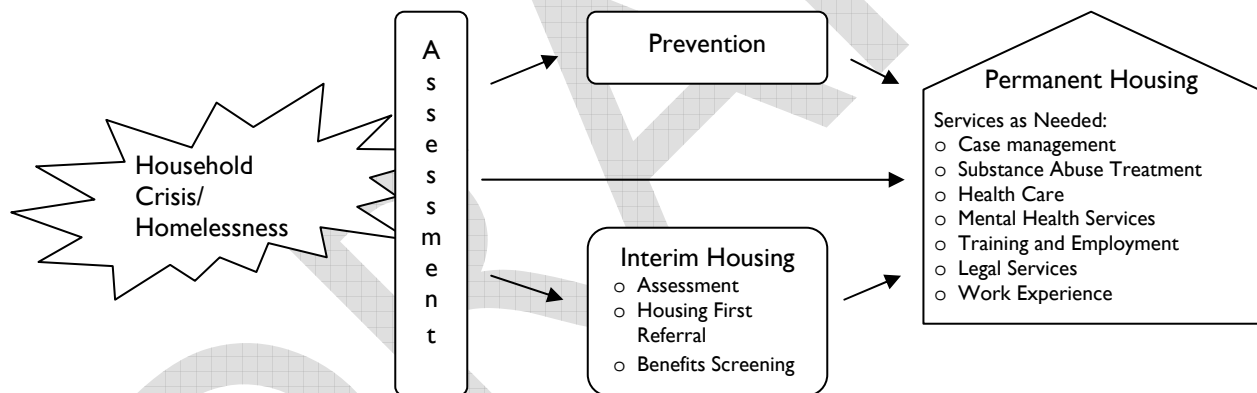 Household
Crisis/
Homelessness
Assessment
Prevention
Interim Housing
o Assessment
o Housing First
Referral
o Benefits Screening
Permanent Housing
Services as Needed:
o Case management
o Substance Abuse Treatment
o Health Care
o Mental Health Services
o Training and Employment
o Legal Services
o Work Experience